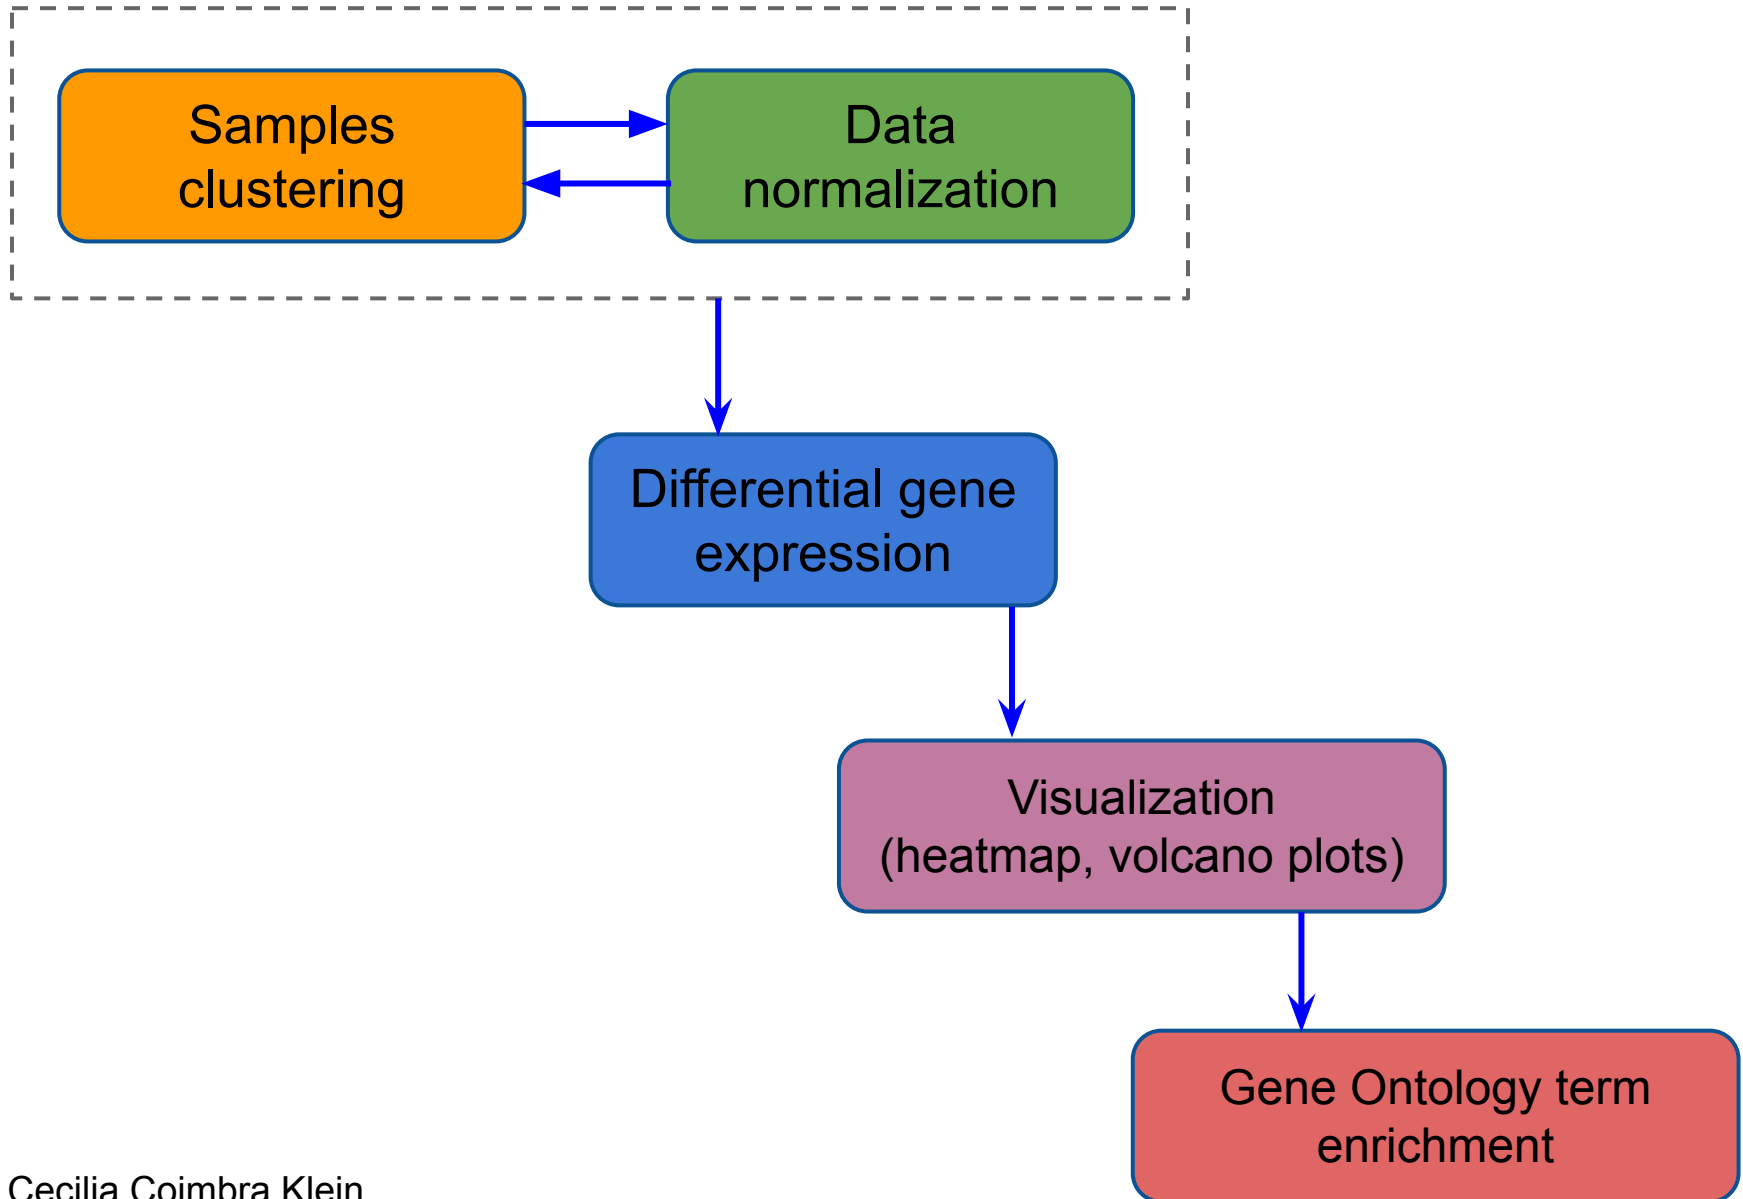 Samples
clustering
Data
normalization
Differential gene
expression
Visualization
(heatmap, volcano plots)
Gene Ontology term
enrichment
Cecilia Coimbra Klein